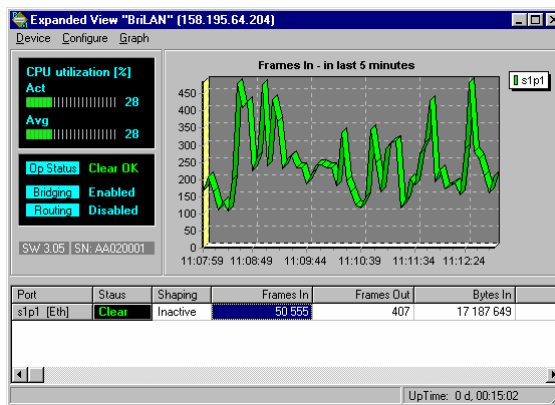 Expanded View "BriLAN" (158.195.64.204)
Device Configure Graph
CPU utilization [%]
Act
28
Avg
28
Op Status Clear OK
Bridging Enabled
Routing Disabled
SW 3.05 SN: AA020001
Frames In - in last 5 minutes
s1p1
450
400
350
300
250
200
150
100
50
0
11:07:59 11:08:49 11:09:44 11:10:39 11:11:34 11:12:24
Port Staus Shaping Frames In Frames Out Bytes In
s1p1 [Eth] Clear Inactive 50 555 407 17 187 649
UpTime: 0 d, 00:15:02